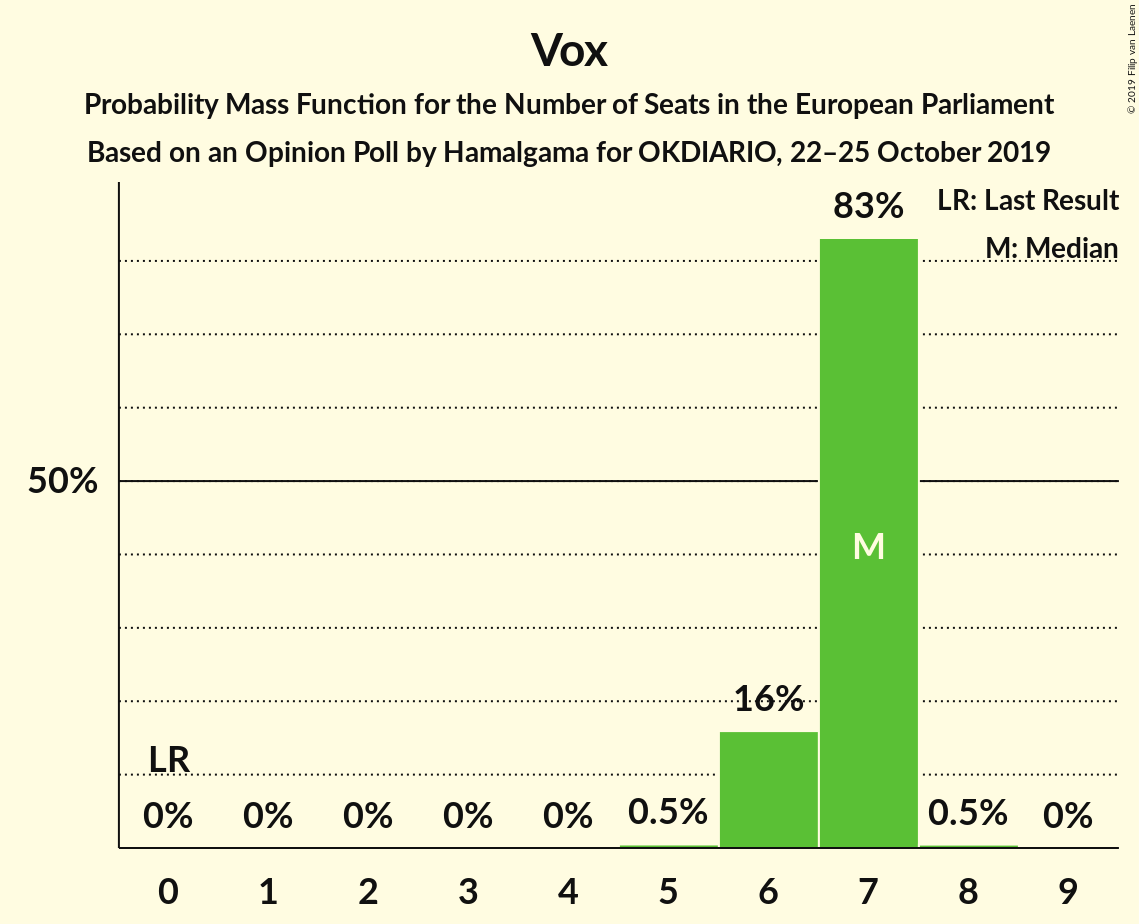 Vox
Probability Mass Function for the Number of Seats in the European Parliament
Based on an Opinion Poll by Hamalgama for OKDIARIO, 22–25 October 2019
© 2019 Filip van Laenen
LR: Last Result
M: Median
83%
50%
M
16%
LR
0% 0% 0% 0% 0% 0.5% 0.5% 0%
0 1 2 3 4 5 6 7 8 9